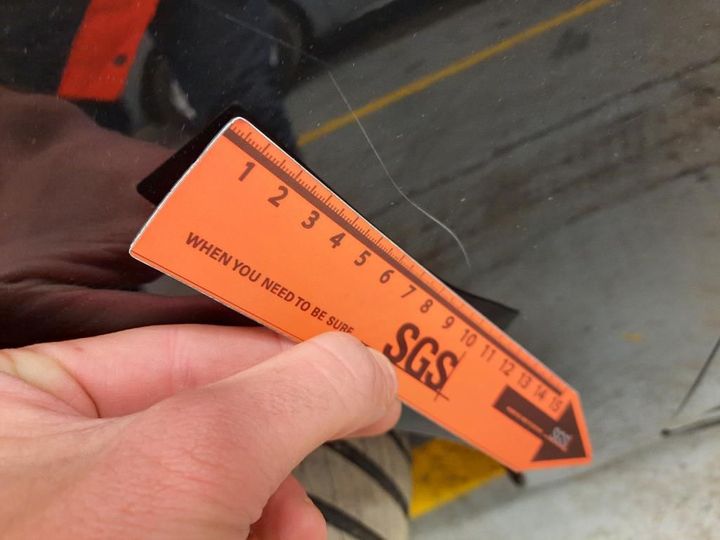 1 2 3 4 5 6 7 8 9 10 11 12 13 14 15
WHEN YOU NEED TO BE SURE
SGS
SGS